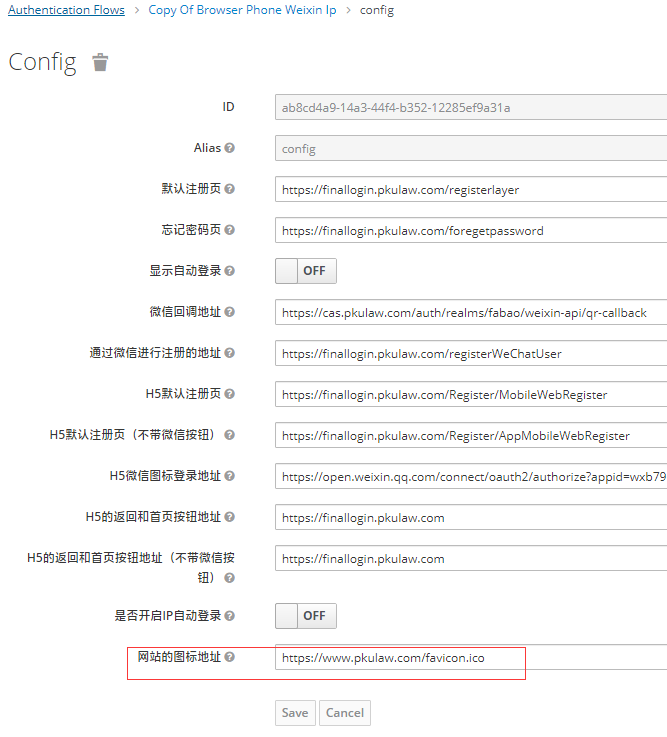 Authentication Flows > Copy Of Browser Phone Weixin Ip > config
Config
ID ab8cd4a9-14a3-44f4-b352-12285ef9a31a
Alias config
默认注册页 https://finallogin.pkulaw.com/registerlayer
忘记密码页 https://finallogin.pkulaw.com/foregetpassword
显示自动登录 OFF
微信回调地址 https://cas.pkulaw.com/auth/realms/fabao/weixin-api/qr-callback
通过微信进行注册的地址 https://finallogin.pkulaw.com/registerWeChatUser
H5默认注册页 https://finallogin.pkulaw.com/Register/MobileWebRegister
H5默认注册页（不带微信按钮） https://finallogin.pkulaw.com/Register/AppMobileWebRegister
H5微信图标登录地址 https://open.weixin.qq.com/connect/oauth2/authorize?appid=wxb79
H5的返回和首页按钮地址 https://finallogin.pkulaw.com
H5的返回和首页按钮地址（不带微信按 https://finallogin.pkulaw.com
钮）
是否开启IP自动登录 OFF
网站的图标地址 https://www.pkulaw.com/favicon.ico
Save Cancel